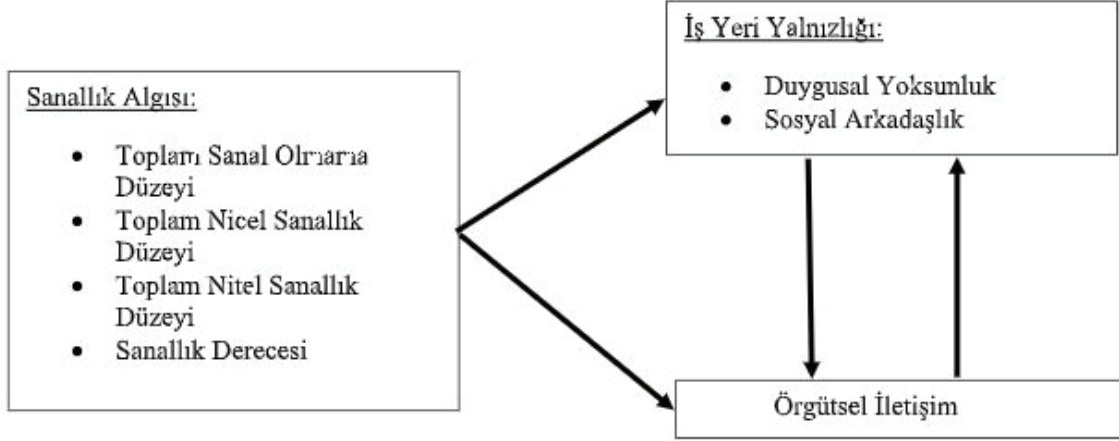 Sanallık Algısı:
• Toplam Sanal Olmama
Düzeyi
• Toplam Nicel Sanallık
Düzeyi
• Toplam Nitel Sanallık
Düzeyi
• Sanallık Derecesi
İş Yeri Yalnızlığı:
• Duygusal Yoksunluk
• Sosyal Arkadaşlık
Örgütsel İletişim